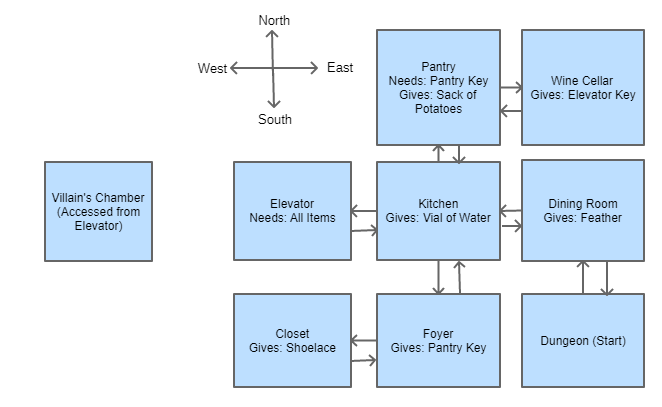 North
West
East
South
Pantry
Needs: Pantry Key
Gives: Sack of
Potatoes
Wine Cellar
Gives: Elevator Key
Villain's Chamber
(Accessed from
Elevator)
Elevator
Needs: All Items
Kitchen
Gives: Vial of Water
Dining Room
Gives: Feather
Closet
Gives: Shoelace
Foyer
Gives: Pantry Key
Dungeon (Start)